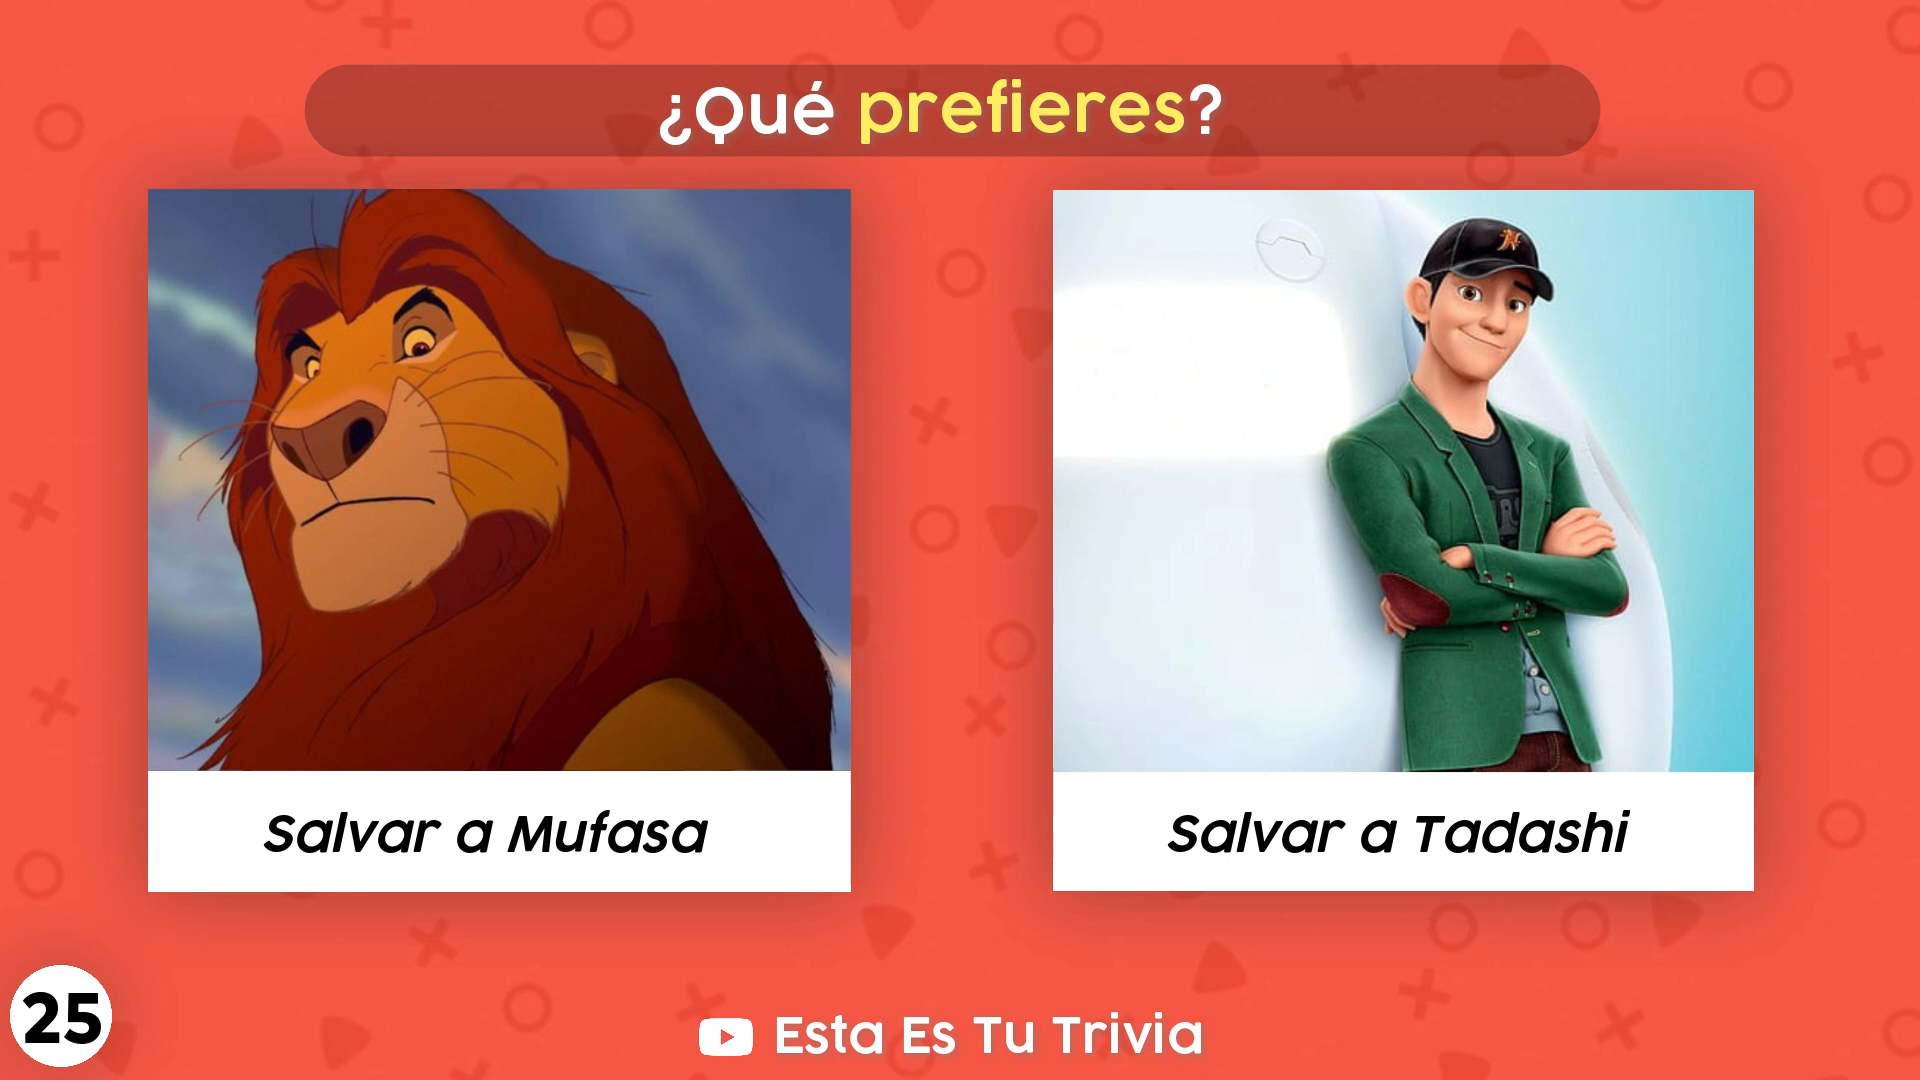 ¿Qué prefieres?
Salvar a Mufasa
Salvar a Tadashi
25
Esta Es Tu Trivia